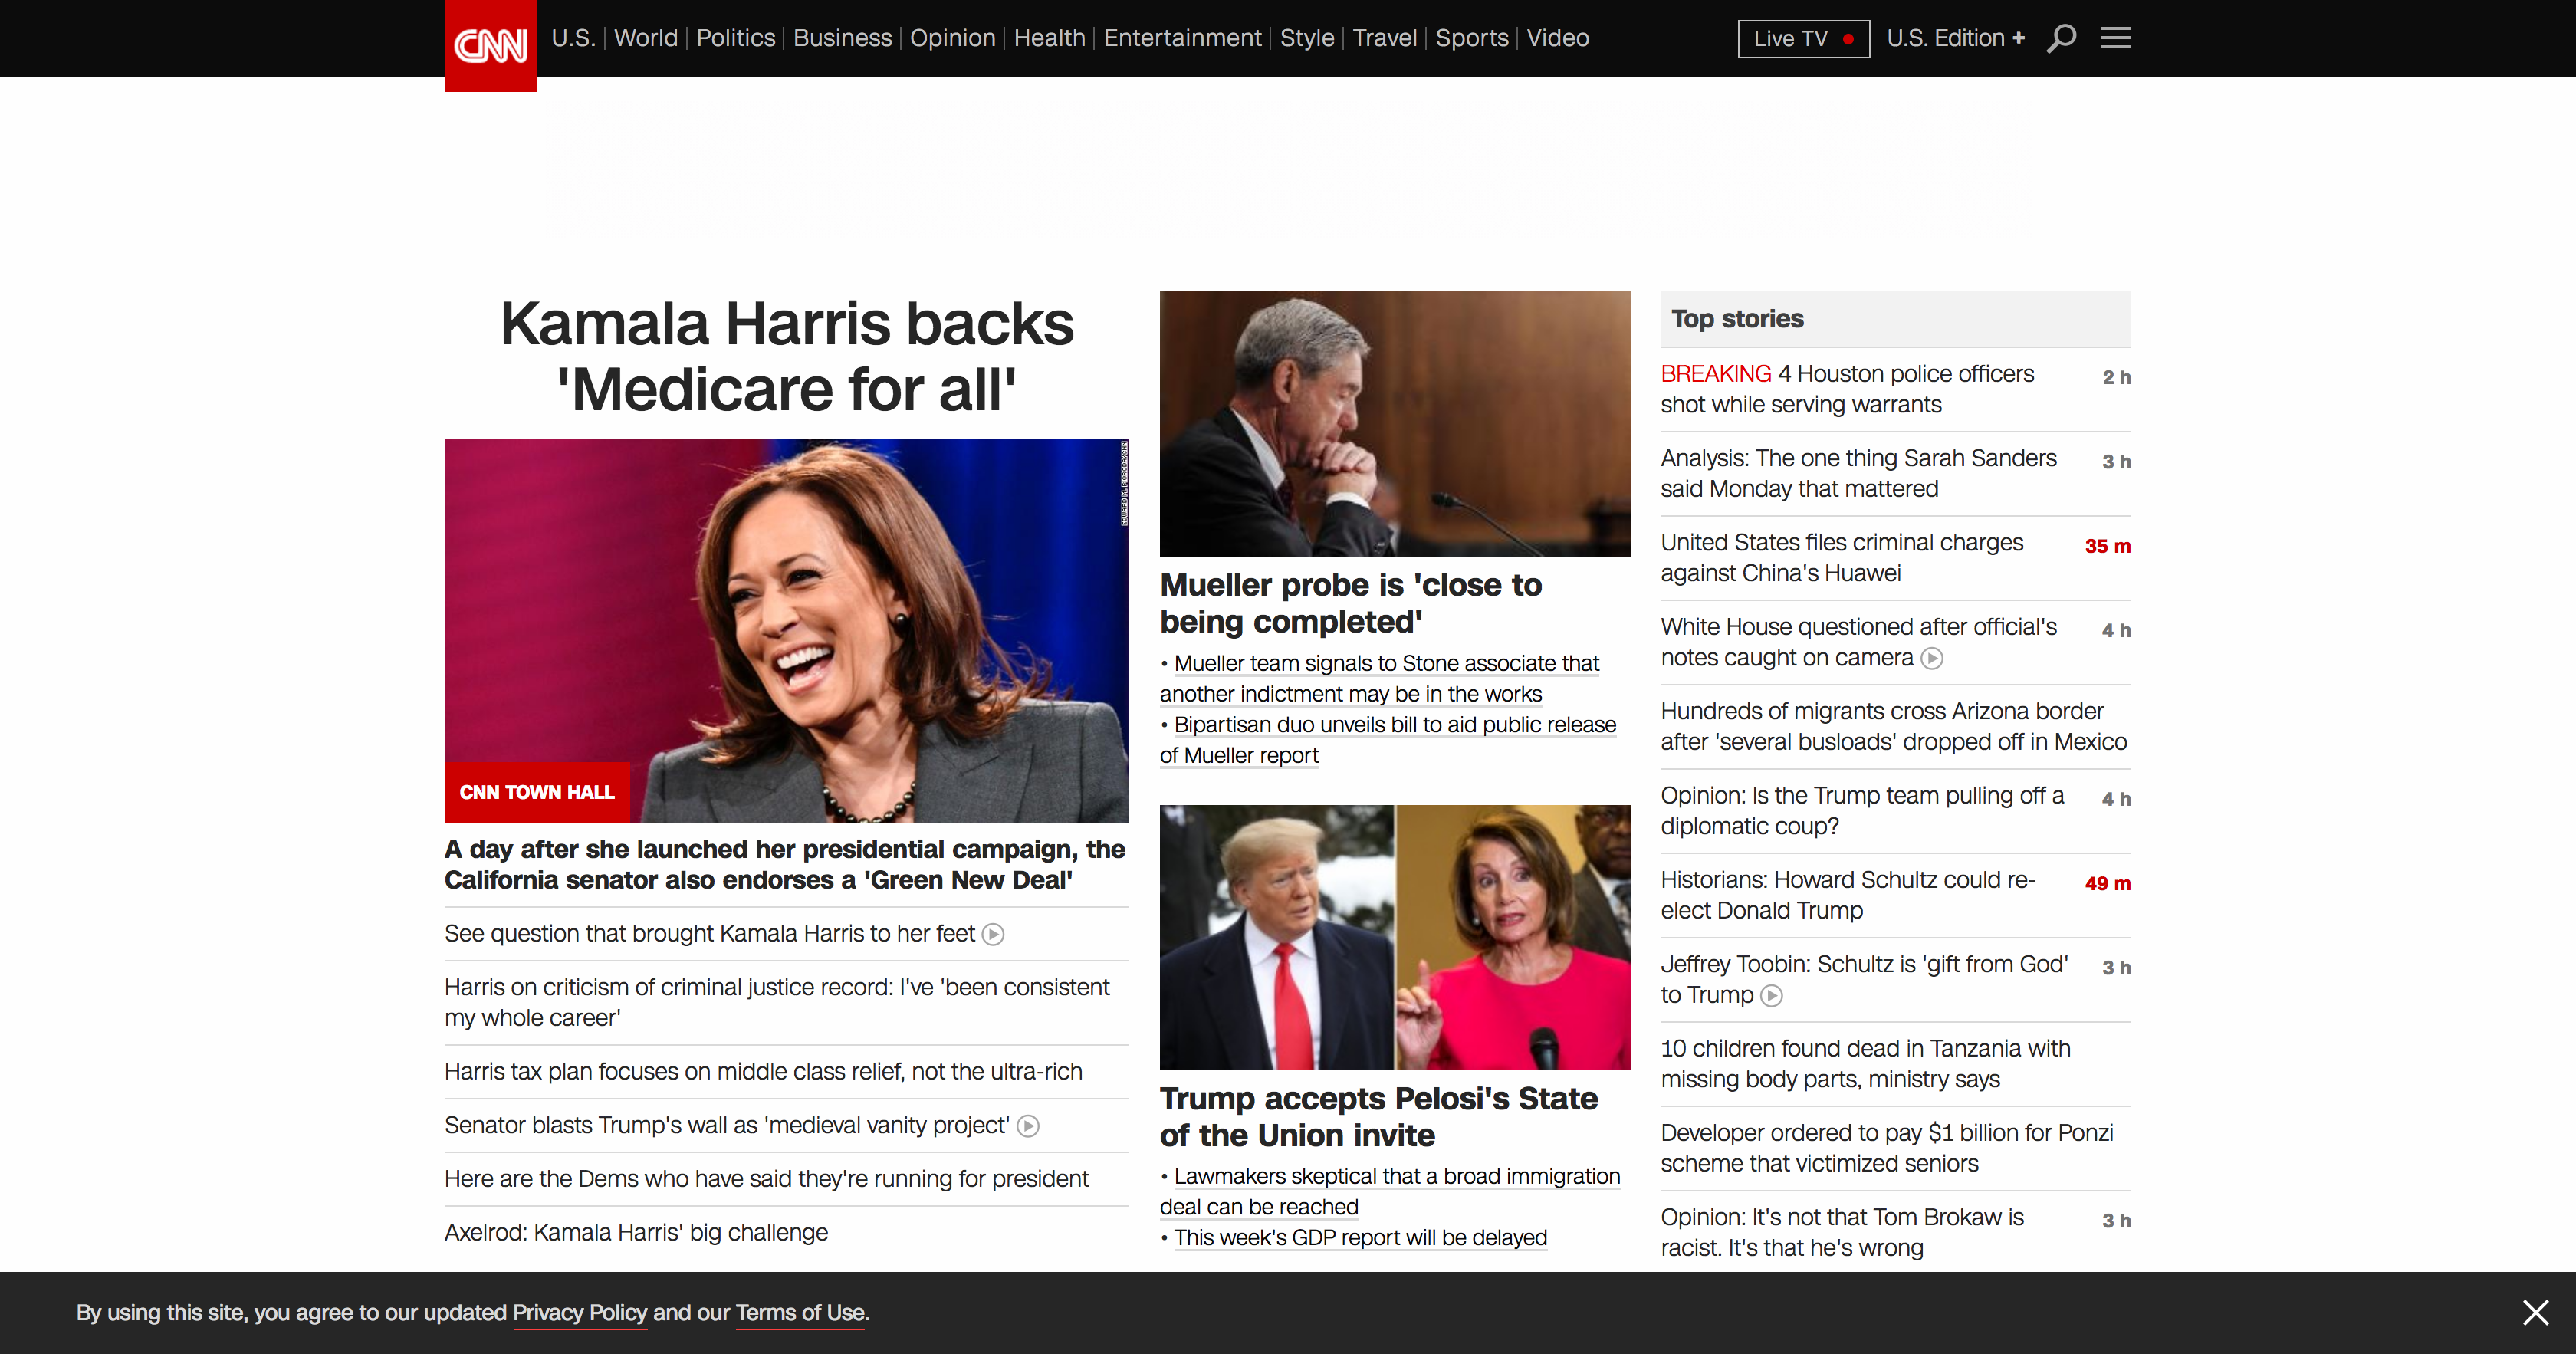 CNN
U.S.
World
Politics
Business
Opinion
Health
Entertainment
Style
Travel
Sports
Video
Live TV
U.S. Edition +
Kamala Harris backs
'Medicare for all'
EDWARD M. PIORODA/CNN
CNN TOWN HALL
A day after she launched her presidential campaign, the
California senator also endorses a 'Green New Deal'
See question that brought Kamala Harris to her feet
Harris on criticism of criminal justice record: I've 'been consistent
my whole career'
Harris tax plan focuses on middle class relief, not the ultra-rich
Senator blasts Trump's wall as 'medieval vanity project'
Here are the Dems who have said they're running for president
Axelrod: Kamala Harris' big challenge
Mueller probe is 'close to
being completed'
• Mueller team signals to Stone associate that
another indictment may be in the works
• Bipartisan duo unveils bill to aid public release
of Mueller report
Trump accepts Pelosi's State
of the Union invite
• Lawmakers skeptical that a broad immigration
deal can be reached
• This week's GDP report will be delayed
Top stories
BREAKING 4 Houston police officers 2 h
shot while serving warrants
Analysis: The one thing Sarah Sanders 3 h
said Monday that mattered
United States files criminal charges 35 m
against China's Huawei
White House questioned after official's 4 h
notes caught on camera
Hundreds of migrants cross Arizona border
after 'several busloads' dropped off in Mexico
Opinion: Is the Trump team pulling off a 4 h
diplomatic coup?
Historians: Howard Schultz could re- 49 m
elect Donald Trump
Jeffrey Toobin: Schultz is 'gift from God' 3 h
to Trump
10 children found dead in Tanzania with
missing body parts, ministry says
Developer ordered to pay $1 billion for Ponzi
scheme that victimized seniors
Opinion: It's not that Tom Brokaw is 3 h
racist. It's that he's wrong
By using this site, you agree to our updated Privacy Policy and our Terms of Use.